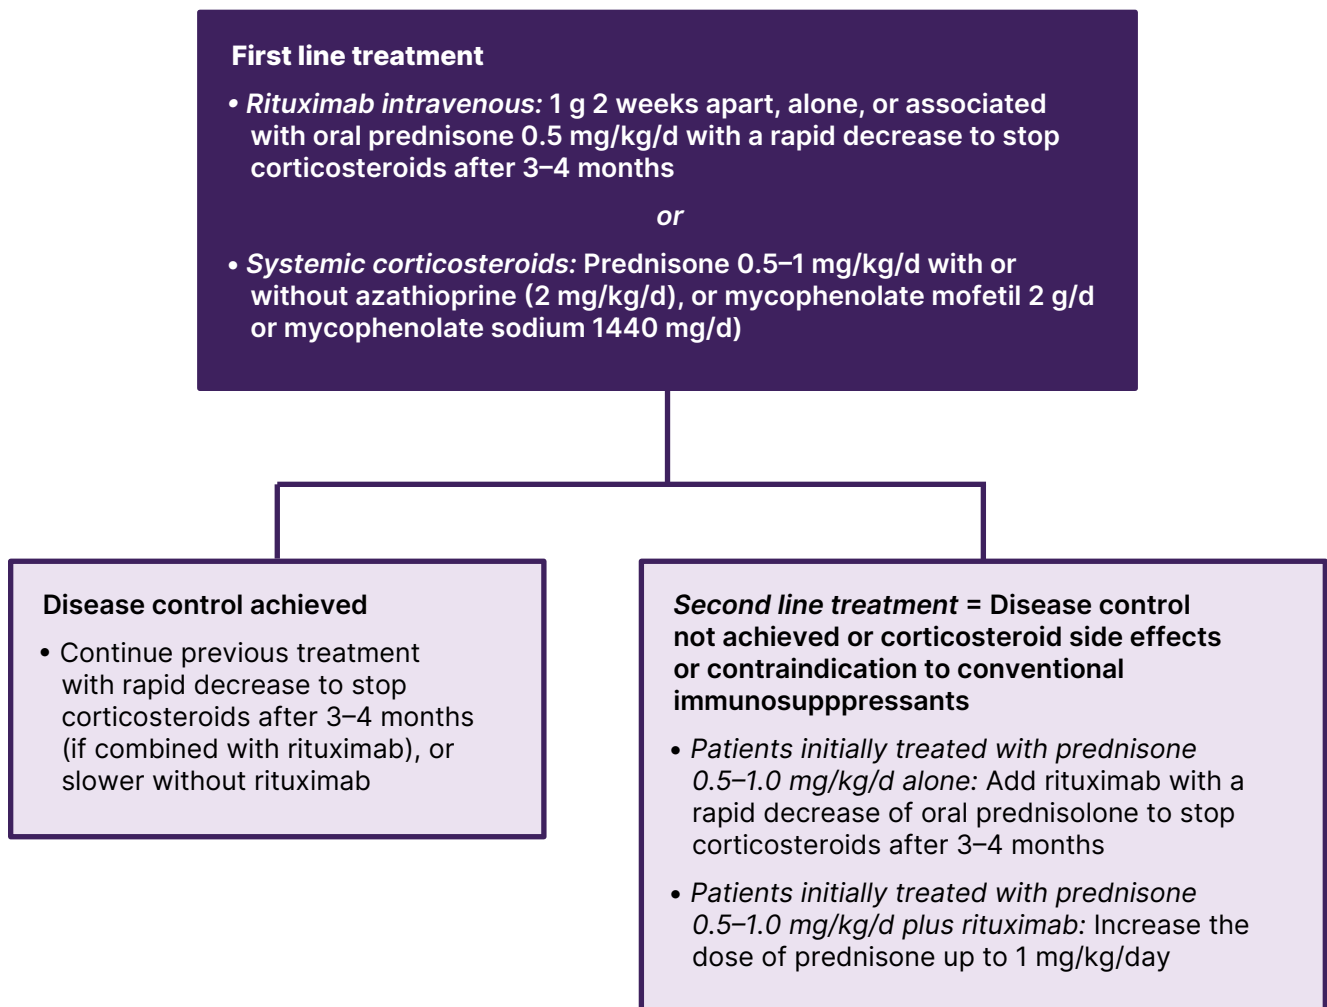 First line treatment
• Rituximab intravenous: 1 g 2 weeks apart, alone, or associated
with oral prednisone 0.5 mg/kg/d with a rapid decrease to stop
corticosteroids after 3–4 months
or
• Systemic corticosteroids: Prednisone 0.5–1 mg/kg/d with or
without azathioprine (2 mg/kg/d), or mycophenolate mofetil 2 g/d
or mycophenolate sodium 1440 mg/d)
Disease control achieved
• Continue previous treatment
with rapid decrease to stop
corticosteroids after 3–4 months
(if combined with rituximab), or
slower without rituximab
Second line treatment = Disease control
not achieved or corticosteroid side effects
or contraindication to conventional
immunosupppressants
• Patients initially treated with prednisone
0.5–1.0 mg/kg/d alone: Add rituximab with a
rapid decrease of oral prednisolone to stop
corticosteroids after 3–4 months
• Patients initially treated with prednisone
0.5–1.0 mg/kg/d plus rituximab: Increase the
dose of prednisone up to 1 mg/kg/day